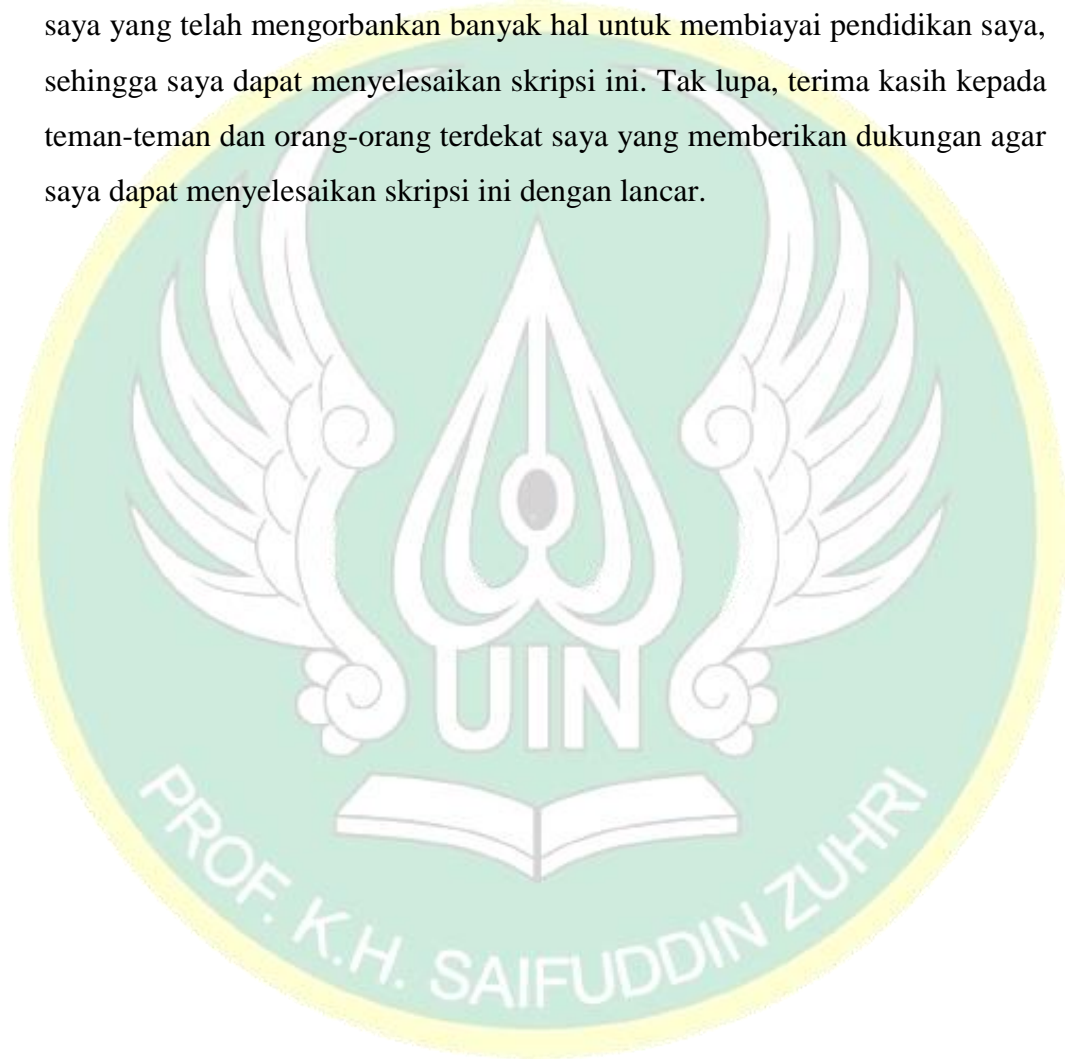 saya yang telah mengorbankan banyak hal untuk membiayai pendidikan saya,
sehingga saya dapat menyelesaikan skripsi ini. Tak lupa, terima kasih kepada
teman-teman dan orang-orang terdekat saya yang memberikan dukungan agar
saya dapat menyelesaikan skripsi ini dengan lancar.
UIN
PROF. K.H. SAIFUDDIN ZUHRI